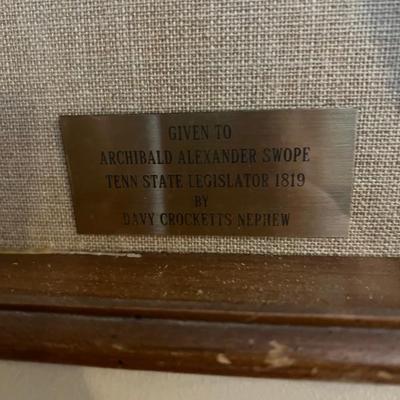 GIVEN TO
ARCHIBALD ALEXANDER SWOPE
TENN STATE LEGISLATOR 1819
BY
DAVY CROCKETTS NEPHEW